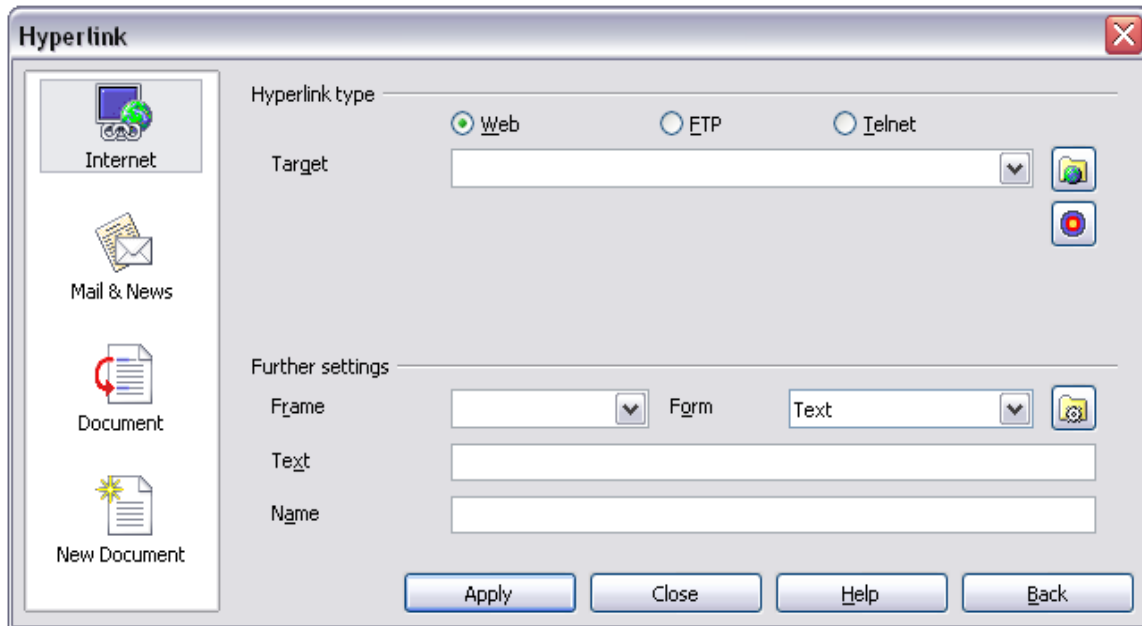 Hyperlink
Internet
Mail & News
Document
New Document
Hyperlink type
Web FTP Telnet
Target
Further settings
Frame Form Text
Text
Name
Apply Close Help Back